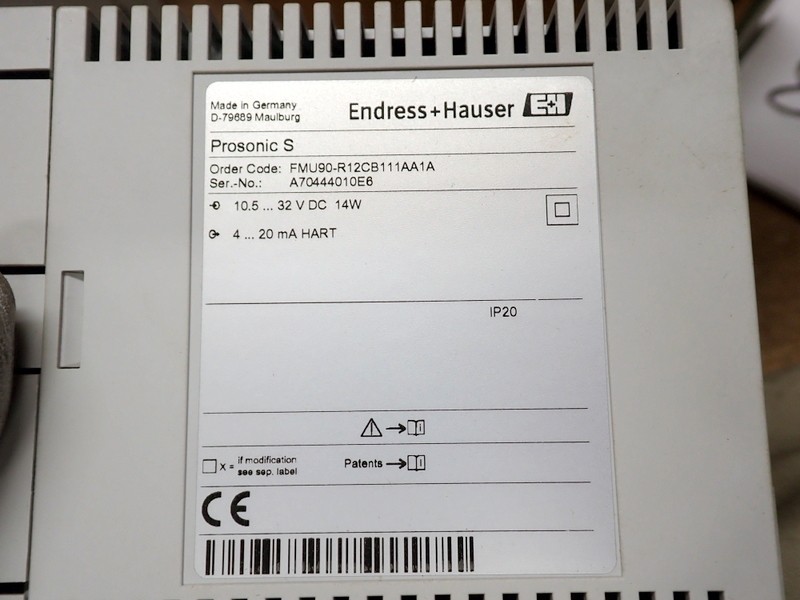 Made in Germany
D-79689 Maulburg
Endress+Hauser
E+H
Prosonic S
Order Code: FMU90-R12CB111AA1A
Ser.-No.: A70444010E6
10.5 ... 32 V DC 14W
4 ... 20 mA HART
IP20
X = if modification
see sep. label
Patents
CE